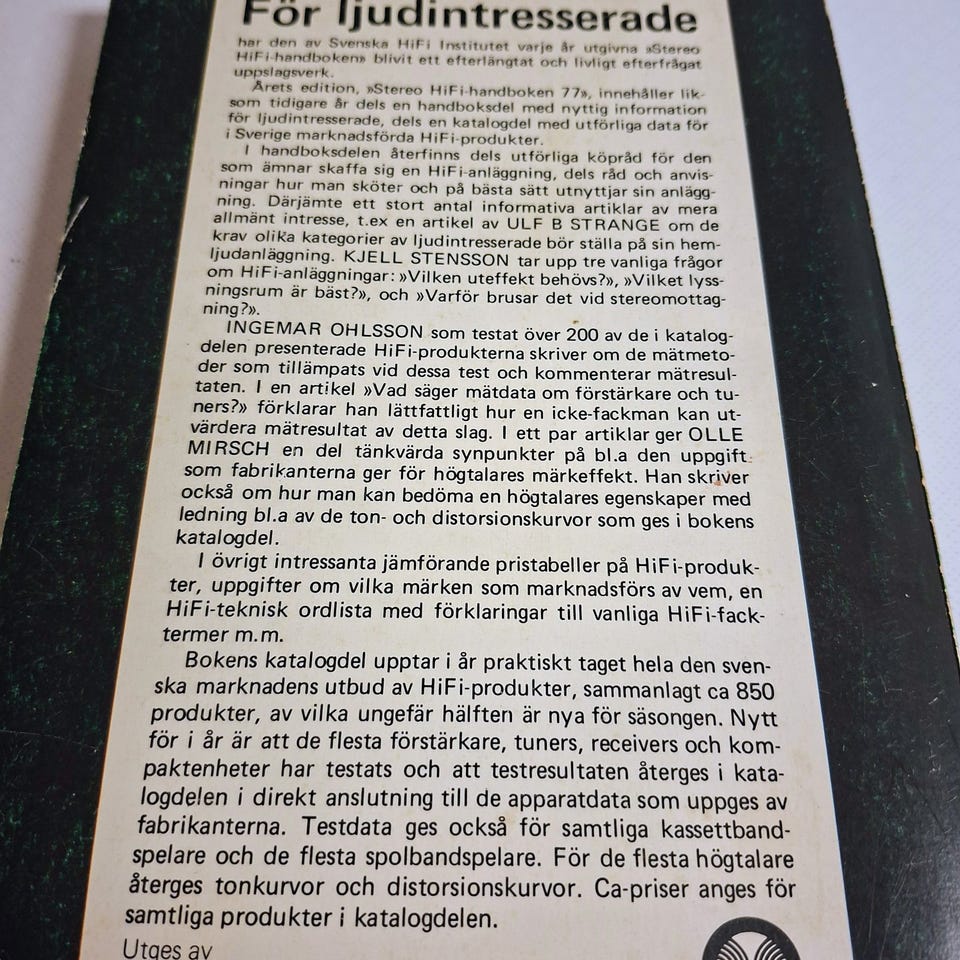 För ljudintresserade
har den av Svenska HiFi Institutet varje år utgivna »Stereo
HiFi-handboken» blivit ett efterlängtat och livligt efterfrågat
uppslagsverk.
Årets edition, »Stereo HiFi-handboken 77», innehåller lik-
som tidigare år dels en handboksdel med nyttig information
för ljudintresserade, dels en katalogdel med utförliga data för
i Sverige marknadsförda HiFi-produkter.
I handboksdelen återfinns dels utförliga köpråd för den
som ämnar skaffa sig en HiFi-anläggning, dels råd och anvis-
ningar hur man sköter och på bästa sätt utnyttjar sin anlägg-
ning. Därjämte ett stort antal informativa artiklar av mera
allmänt intresse, t.ex en artikel av ULF B STRANGE om de
krav olika kategorier av ljudintresserade bör ställa på sin hem-
ljudanläggning. KJELL STENSSON tar upp tre vanliga frågor
om HiFi-anläggningar: »Vilken uteffekt behövs?», »Vilket lyss-
ningsrum är bäst?», och »Varför brusar det vid stereomottag-
ning?».
INGEMAR OHLSSON som testat över 200 av de i katalog-
delen presenterade HiFi-produkterna skriver om de mätmeto-
der som tillämpats vid dessa test och kommenterar mätresul-
taten. I en artikel »Vad säger mätdata om förstärkare och tu-
ners?» förklarar han lättfattligt hur en icke-fackman kan ut-
värdera mätresultat av detta slag. I ett par artiklar ger OLLE
MIRSCH en del tänkvärda synpunkter på bl.a den uppgift
som fabrikanterna ger för högtalares märkeffekt. Han skriver
också om hur man kan bedöma en högtalares egenskaper med
ledning bl.a av de ton- och distorsionskurvor som ges i bokens
katalogdel.
I övrigt intressanta jämförande pristabeller på HiFi-produk-
ter, uppgifter om vilka märken som marknadsförs av vem, en
HiFi-teknisk ordlista med förklaringar till vanliga HiFi-fack-
termer m.m.
Bokens katalogdel upptar i år praktiskt taget hela den sven-
ska marknadens utbud av HiFi-produkter, sammanlagt ca 850
produkter, av vilka ungefär hälften är nya för säsongen. Nytt
för i år är att de flesta förstärkare, tuners, receivers och kom-
paktenheter har testats och att testresultaten återges i kata-
logdelen i direkt anslutning till de apparatdata som uppges av
fabrikanterna. Testdata ges också för samtliga kassettband-
spelare och de flesta spolbandspelare. För de flesta högtalare
återges tonkurvor och distorsionskurvor. Ca-priser anges för
samtliga produkter i katalogdelen.
Utges av